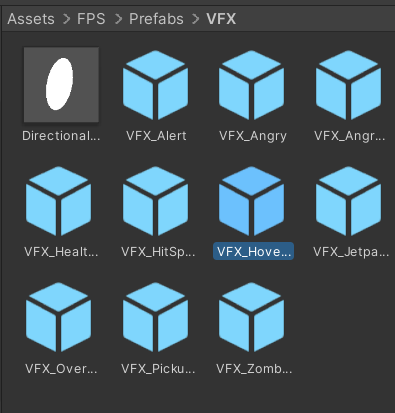 Assets > FPS > Prefabs > VFX
Directional... VFX_Alert VFX_Angry VFX_Angr...
VFX_Healt... VFX_HitSp... VFX_Hove... VFX_Jetpa...
VFX_Over... VFX_Picku... VFX_Zomb...